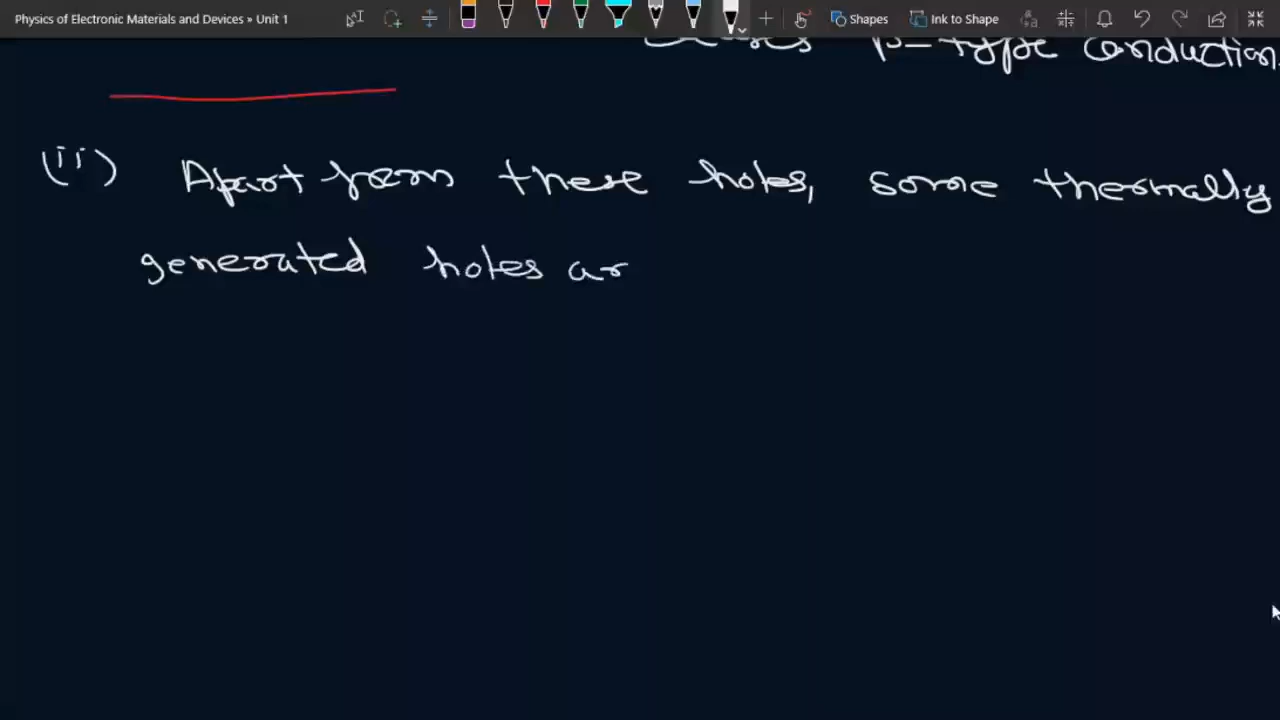 Physics of Electronic Materials and Devices » Unit 1
Shapes
Ink to Shape
p-type conduction.
(ii) Apart from these holes, some thermally
generated holes ar